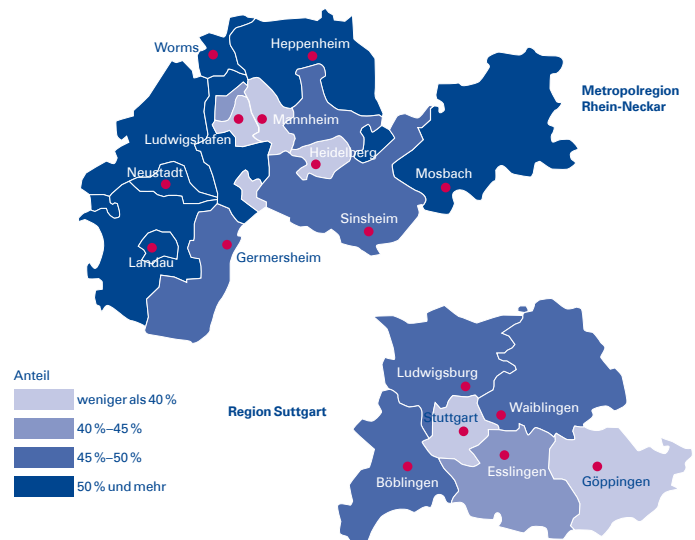 Worms
Heppenheim
Metropolregion
Rhein-Neckar
Mannheim
Ludwigshafen
Heidelberg
Neustadt
Mosbach
Sinsheim
Germersheim
Landau
Anteil
weniger als 40 %
40 %–45 %
45 %–50 %
50 % und mehr
Region Suttgart
Ludwigsburg
Waiblingen
Stuttgart
Esslingen
Böblingen
Göppingen